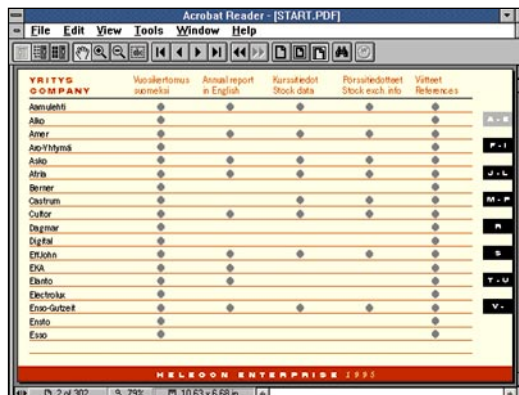 Acrobat Reader - [START.PDF]
File Edit View Tools Window Help
YRITYS Vuosikertomus Annual report Kurssitiedot Pörssitiedotteet Viitteet
COMPANY suomeksi in English Stock data Stock exch. info References
Aamulehti
Alko
Amer
Aro-Yhtymä
Asko
Atria
Berner
Castrum
Cultor
Dagmar
Digital
EffJohn
EKA
Elanto
Electrolux
Enso-Gutzeit
Ensto
Esso
A - E
F - I
J - L
M - P
R
S
T - U
V -
HELECON ENTERPRISE 1995
2 of 302 79% 10,63 x 6,68 in